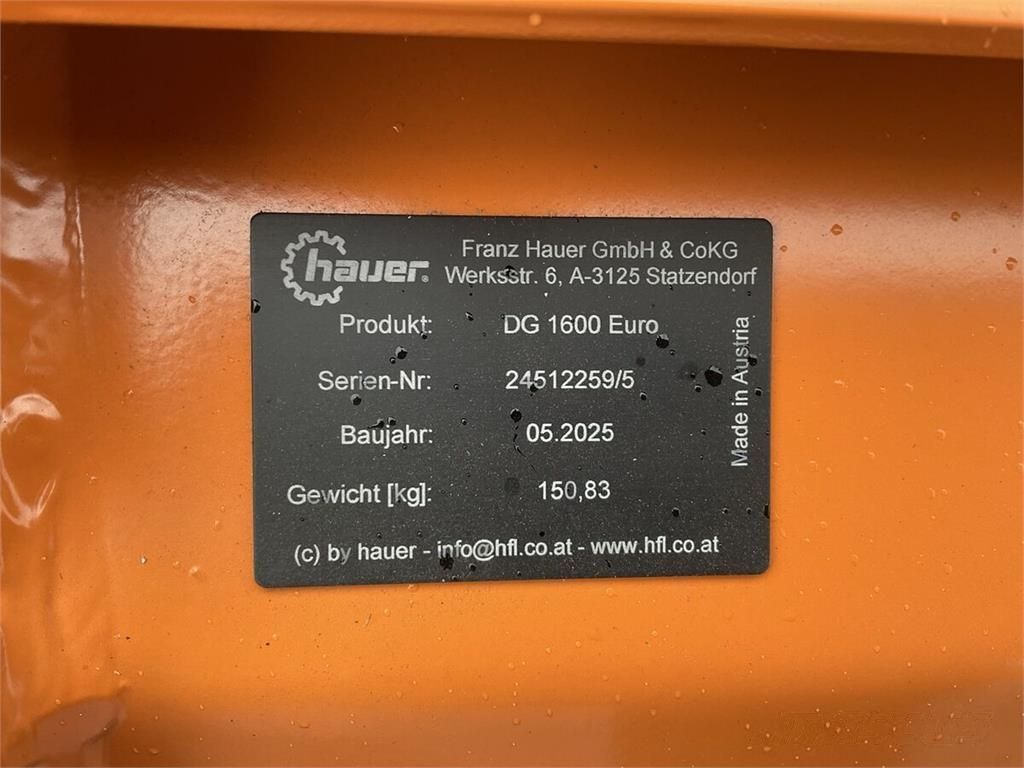 hauer
Franz Hauer GmbH & CoKG
Werksstr. 6, A-3125 Statzendorf
Produkt: DG 1600 Euro
Serien-Nr: 24512259/5
Baujahr: 05.2025
Gewicht [kg]: 150,83
Made in Austria
(c) by hauer - info@hfl.co.at - www.hfl.co.at